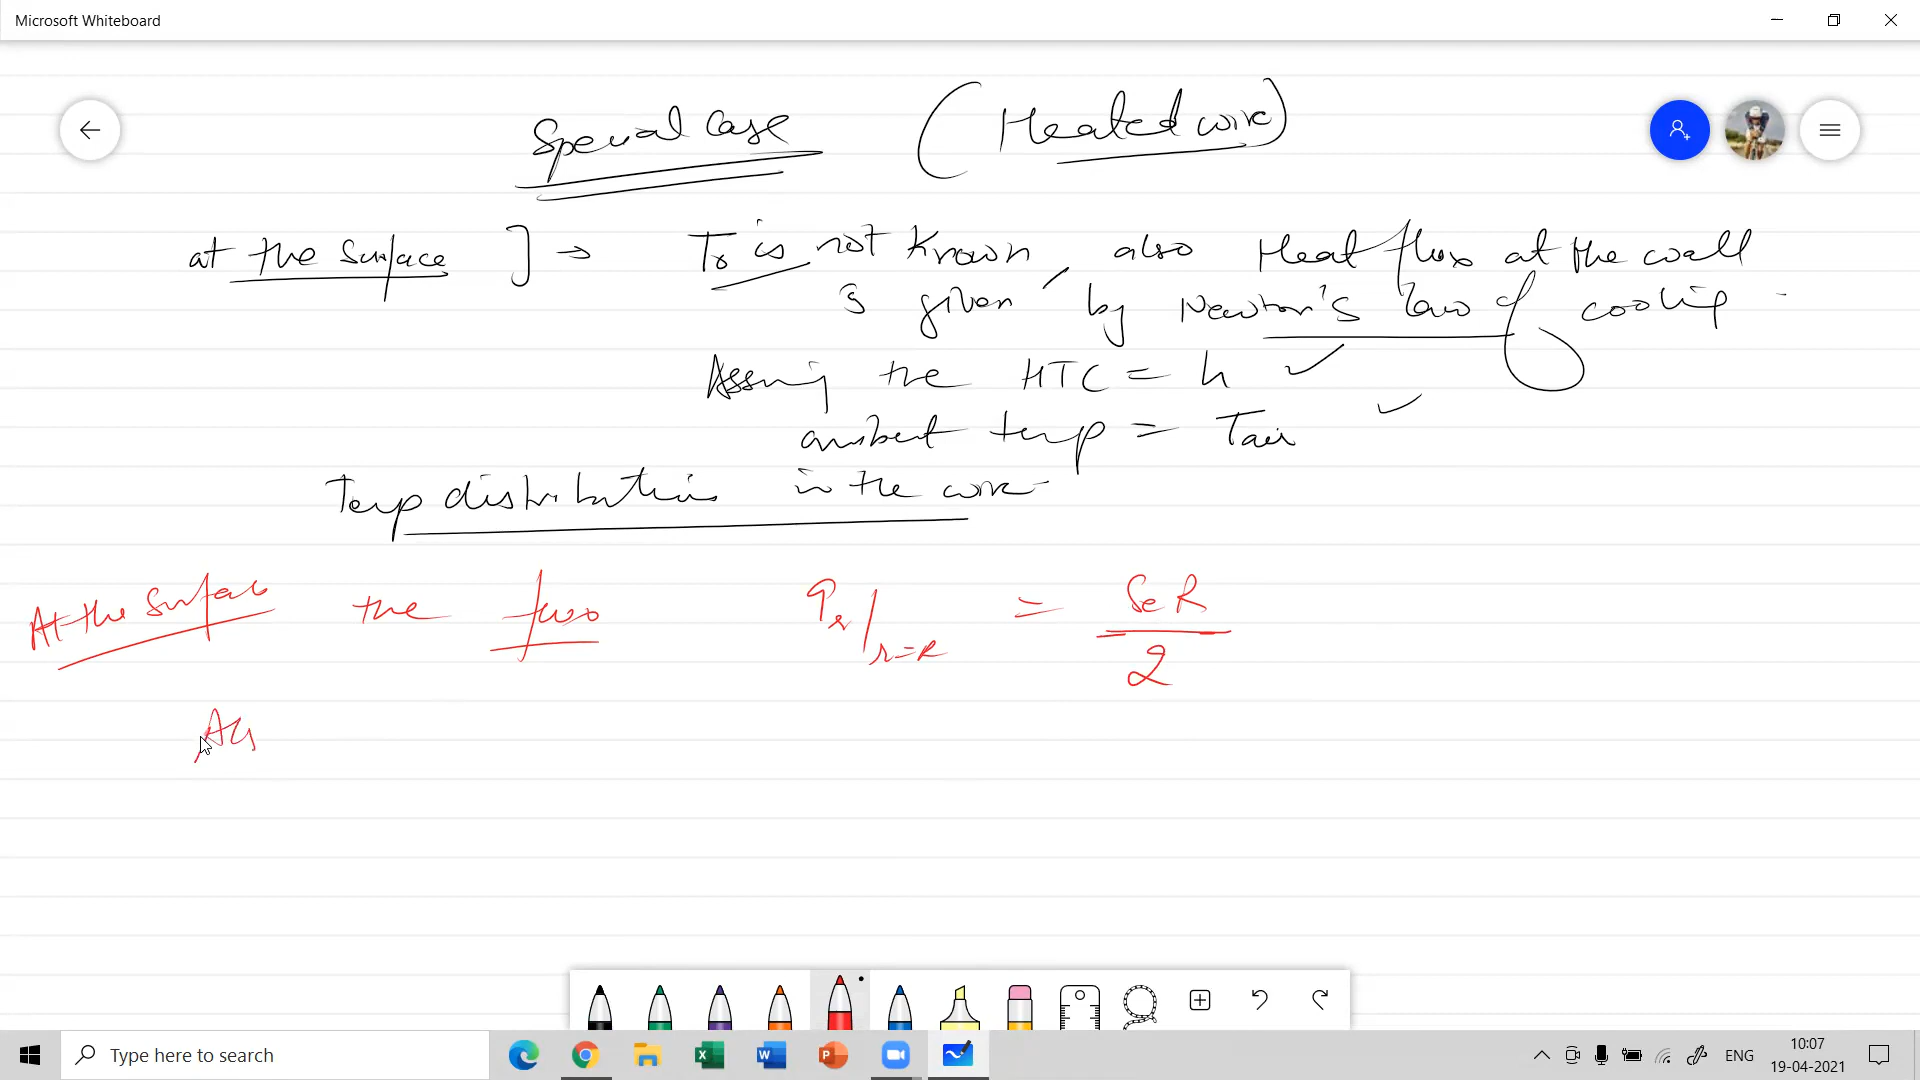 Microsoft Whiteboard
Special Case (Heated wire)
at the surface ] → Tr is not known, also Heat flux at the wall
is given by Newton's law of cooling
Assuming the HTC = h ✓
ambient temp = Tair ✓
Temp distribution in the wire
At the surface the flux qr|r=R = SeR/2
Type here to search
ENG
10:07
19-04-2021